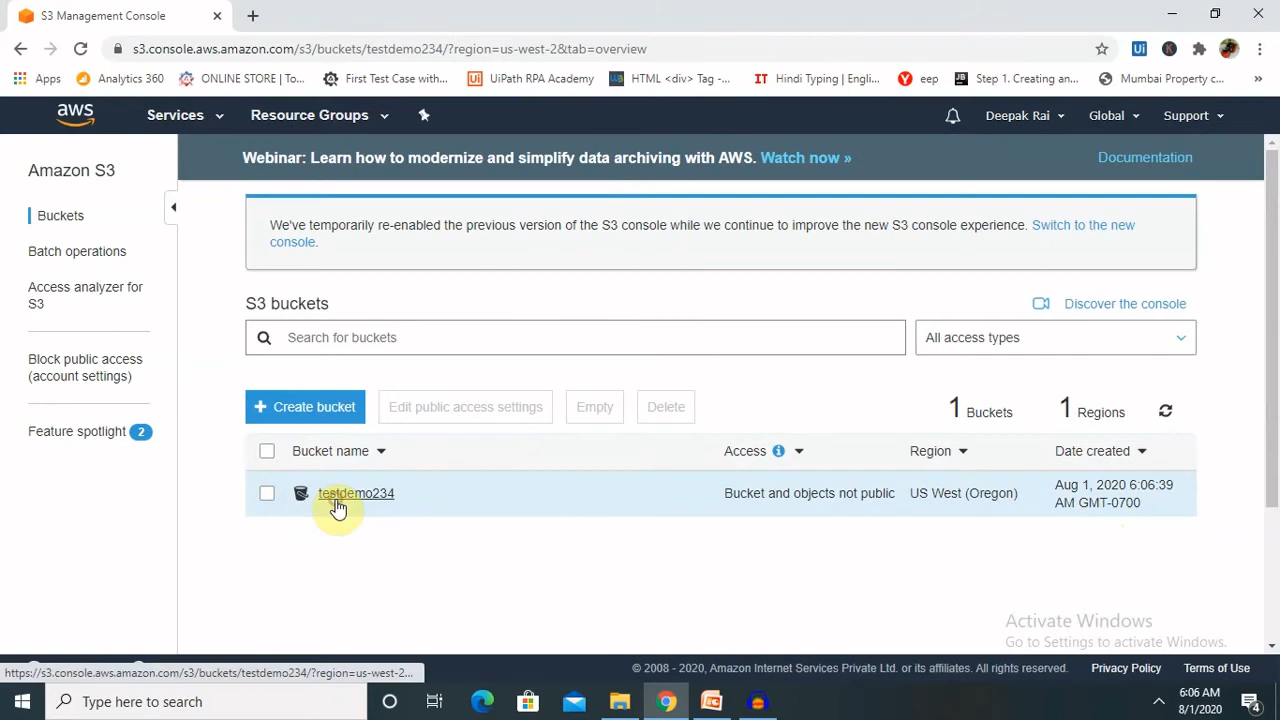 S3 Management Console
s3.console.aws.amazon.com/s3/buckets/testdemo234/?region=us-west-2&tab=overview
Apps Analytics 360 ONLINE STORE | To... First Test Case with... UiPath RPA Academy HTML <div> Tag -... Hindi Typing | Engli... eep Step 1. Creating an... Mumbai Property c...
aws Services Resource Groups Deepak Rai Global Support
Amazon S3
Buckets
Batch operations
Access analyzer for
S3
Block public access
(account settings)
Feature spotlight 2
Webinar: Learn how to modernize and simplify data archiving with AWS. Watch now » Documentation
We've temporarily re-enabled the previous version of the S3 console while we continue to improve the new S3 console experience. Switch to the new
console.
S3 buckets Discover the console
Search for buckets All access types
+ Create bucket Edit public access settings Empty Delete 1 Buckets 1 Regions
Bucket name Access Region Date created
testdemo234 Bucket and objects not public US West (Oregon) Aug 1, 2020 6:06:39
AM GMT-0700
Activate Windows
Go to Settings to activate Windows.
https://s3.console.aws.amazon.com/s3/buckets/testdemo234/?region=us-west-2...
© 2008 - 2020, Amazon Internet Services Private Ltd. or its affiliates. All rights reserved. Privacy Policy Terms of Use
Type here to search
6:06 AM
8/1/2020
4